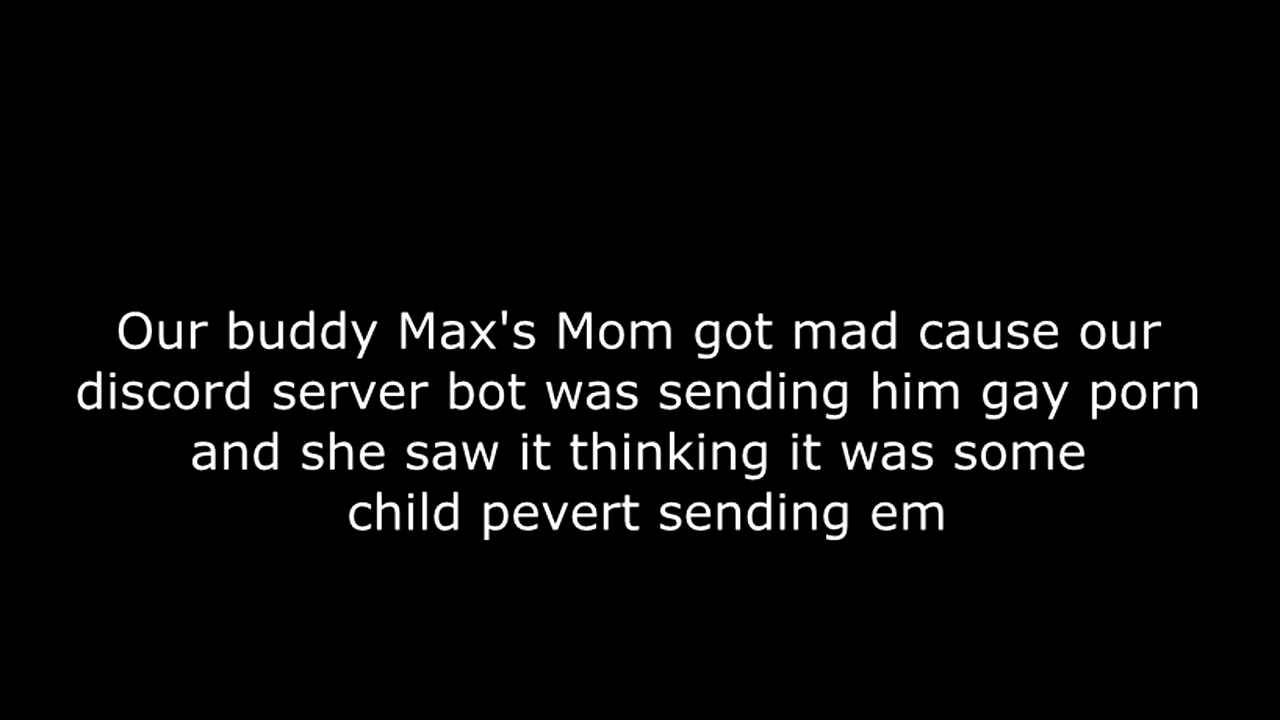 Our buddy Max's Mom got mad cause our
discord server bot was sending him gay porn
and she saw it thinking it was some
child pevert sending em